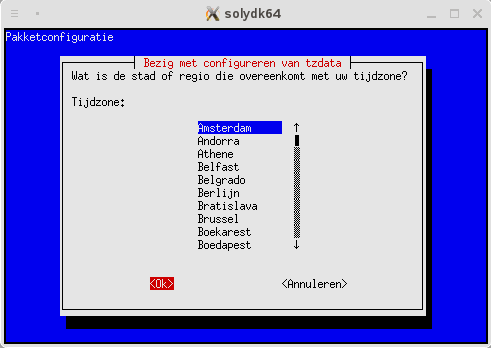 solydk64
Pakketconfiguratie
Bezig met configureren van tzdata
Wat is de stad of regio die overeenkomt met uw tijdzone?
Tijdzone:
Amsterdam ↑
Andorra
Athene
Belfast
Belgrado
Berlijn
Bratislava
Brussel
Boekarest
Boedapest ↓
<Ok> <Annuleren>